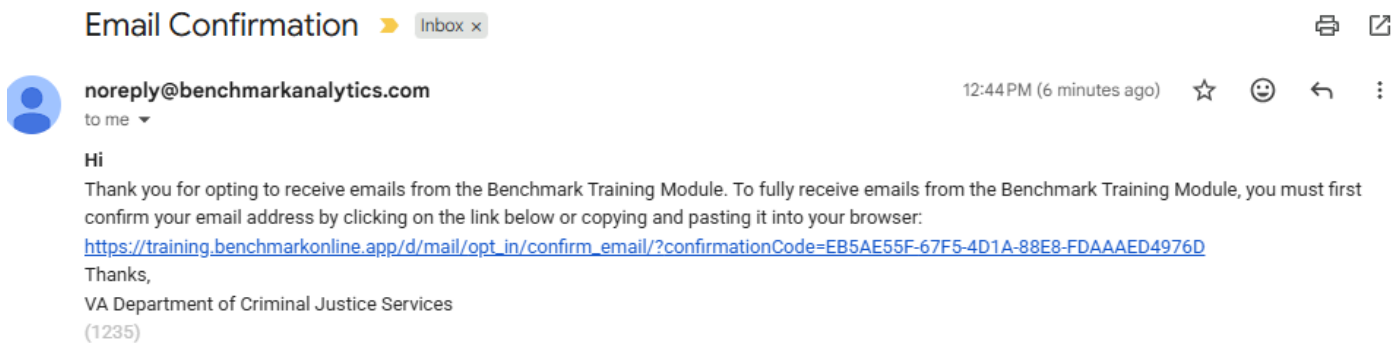 Email Confirmation Inbox x
noreply@benchmarkanalytics.com 12:44 PM (6 minutes ago)
to me
Hi
Thank you for opting to receive emails from the Benchmark Training Module. To fully receive emails from the Benchmark Training Module, you must first
confirm your email address by clicking on the link below or copying and pasting it into your browser:
https://training.benchmarkonline.app/d/mail/opt_in/confirm_email/?confirmationCode=EB5AE55F-67F5-4D1A-88E8-FDAAAED4976D
Thanks,
VA Department of Criminal Justice Services
(1235)